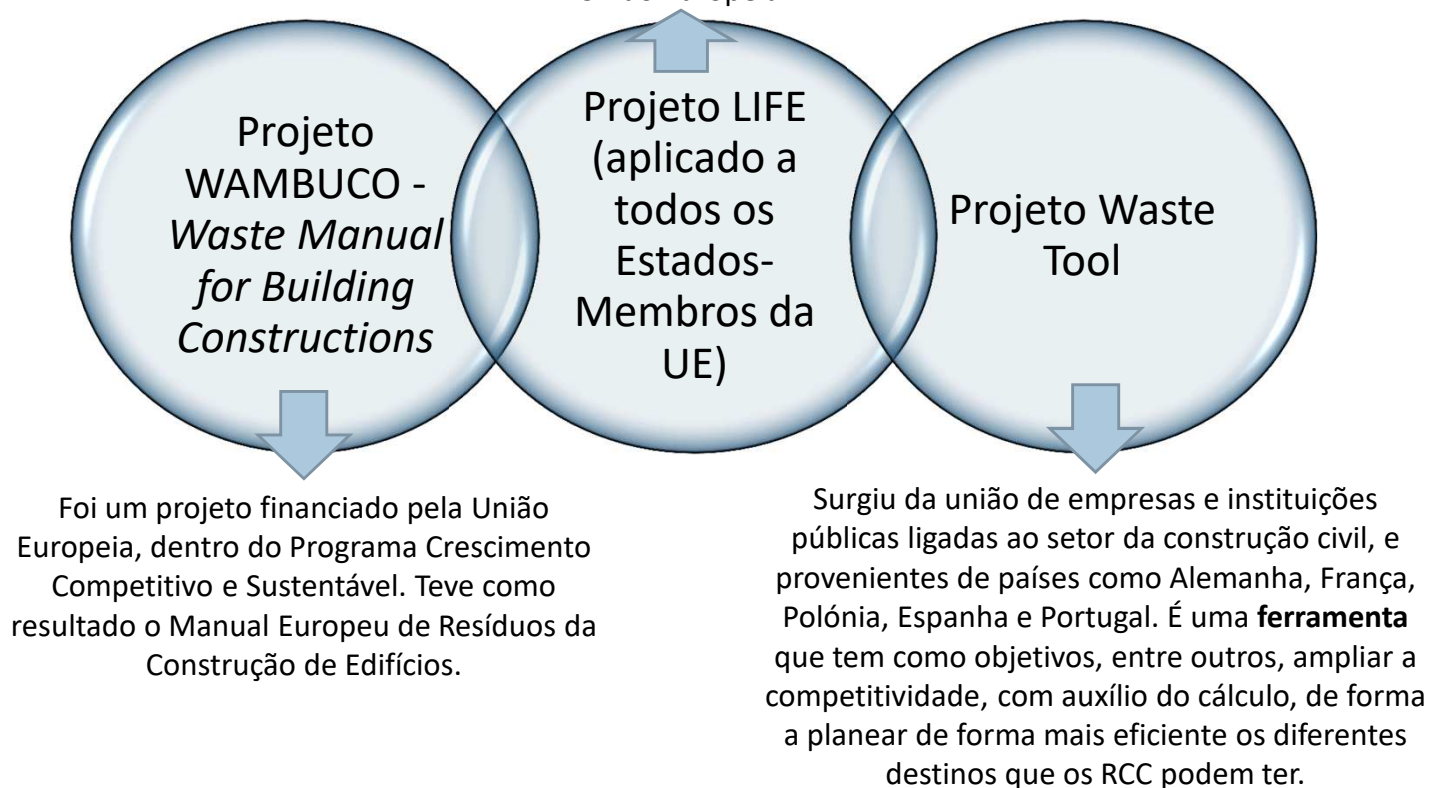 Projeto
WAMBUCO -
Waste Manual
for Building
Constructions
Projeto LIFE
(aplicado a
todos os
Estados-
Membros da
UE)
Projeto Waste
Tool
Foi um projeto financiado pela União
Europeia, dentro do Programa Crescimento
Competitivo e Sustentável. Teve como
resultado o Manual Europeu de Resíduos da
Construção de Edifícios.
Surgiu da união de empresas e instituições
públicas ligadas ao setor da construção civil, e
provenientes de países como Alemanha, França,
Polónia, Espanha e Portugal. É uma ferramenta
que tem como objetivos, entre outros, ampliar a
competitividade, com auxílio do cálculo, de forma
a planear de forma mais eficiente os diferentes
destinos que os RCC podem ter.